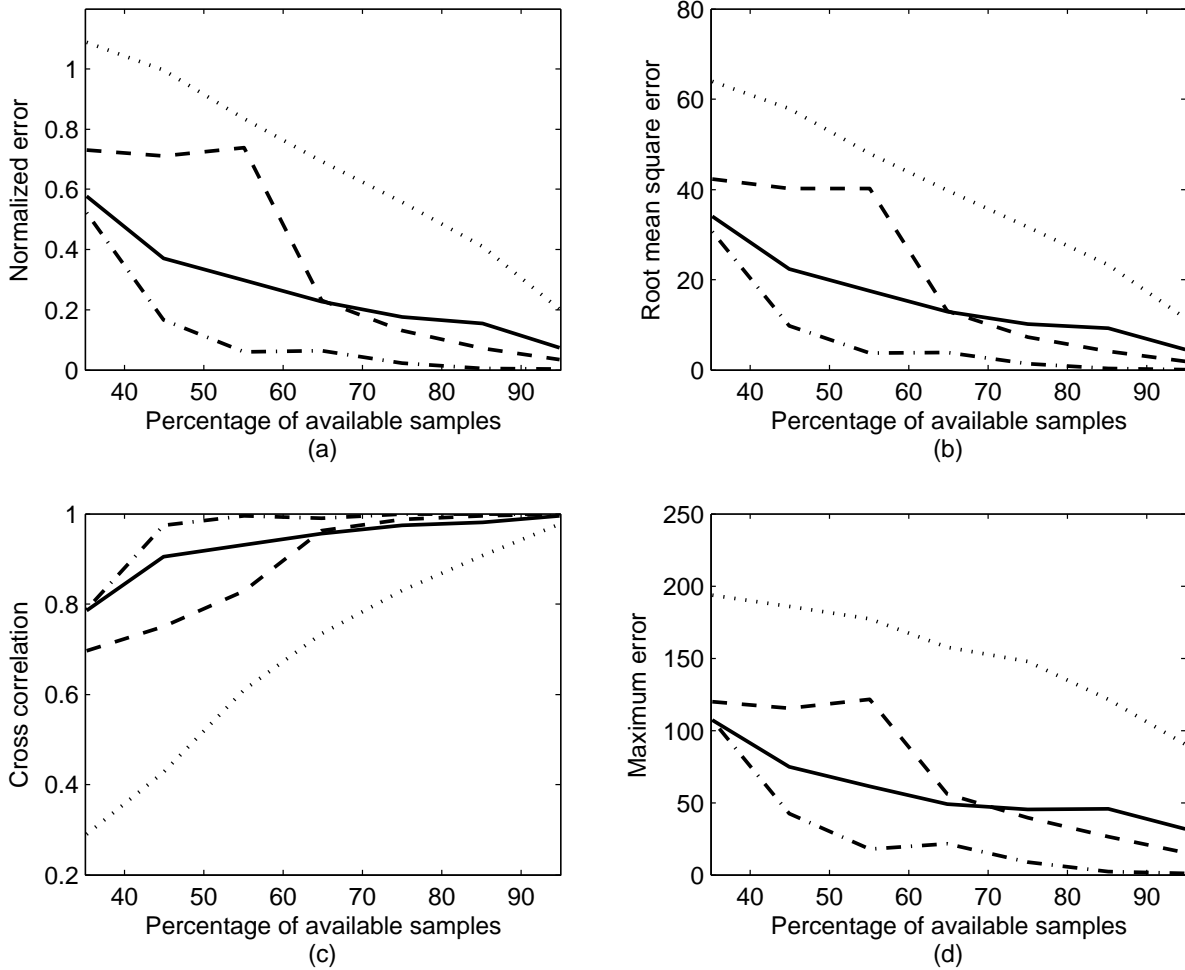 Normalized error
1
0.8
0.6
0.4
0.2
0
40 50 60 70 80 90
Percentage of available samples
(a)
Root mean square error
80
60
40
20
0
40 50 60 70 80 90
Percentage of available samples
(b)
Cross correlation
1
0.8
0.6
0.4
0.2
40 50 60 70 80 90
Percentage of available samples
(c)
Maximum error
250
200
150
100
50
0
40 50 60 70 80 90
Percentage of available samples
(d)